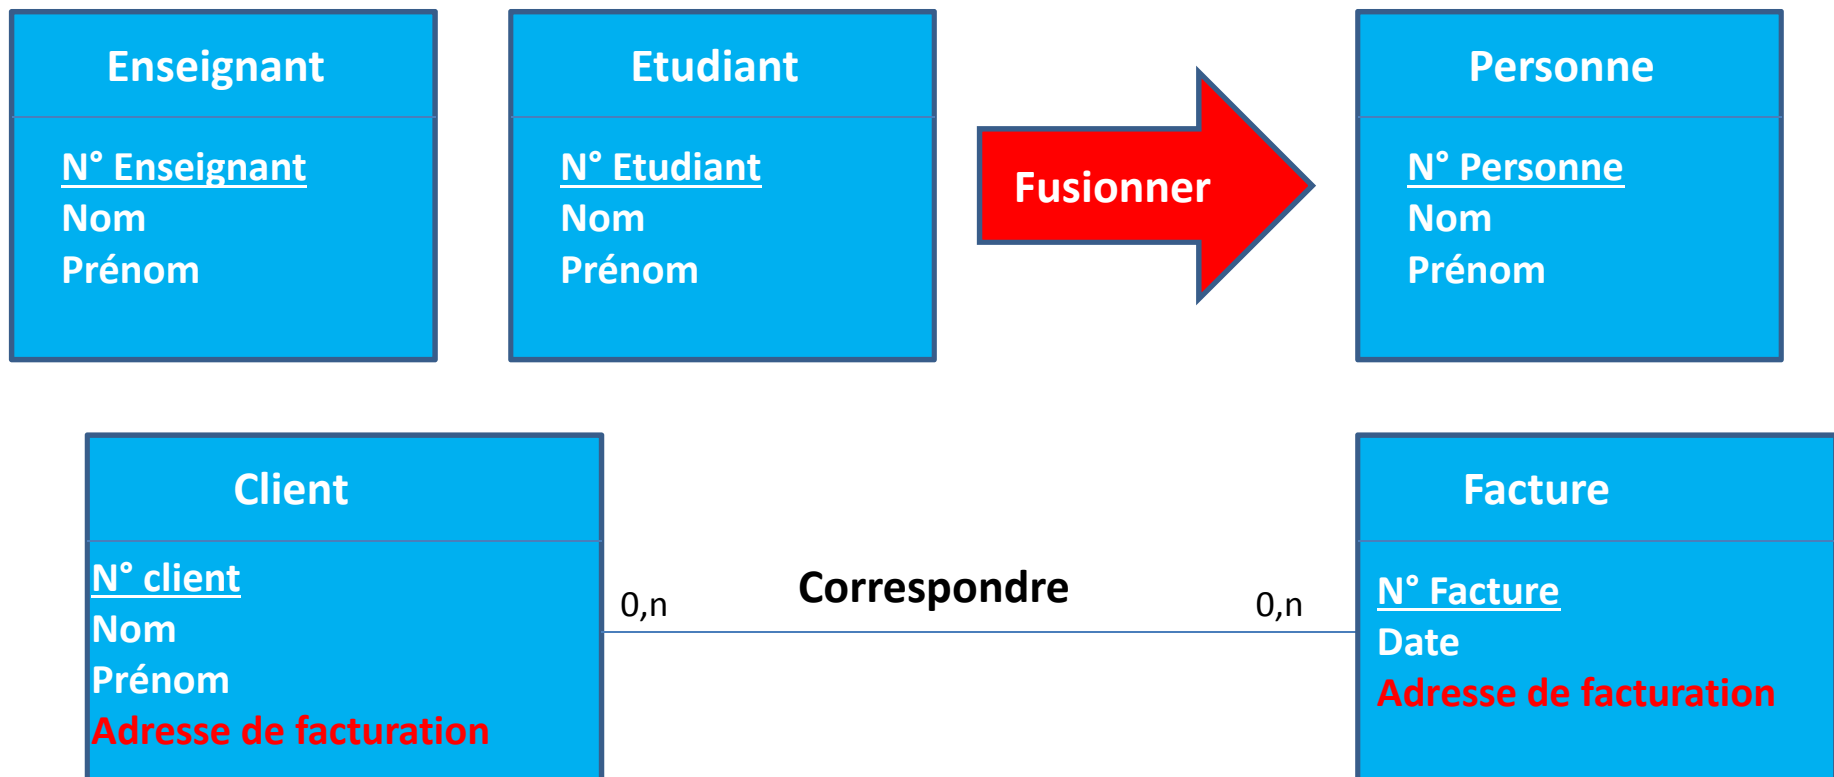 Enseignant
N° Enseignant
Nom
Prénom
Etudiant
N° Etudiant
Nom
Prénom
Fusionner
Personne
N° Personne
Nom
Prénom
Client
N° client
Nom
Prénom
Adresse de facturation
0,n
Correspondre
0,n
Facture
N° Facture
Date
Adresse de facturation